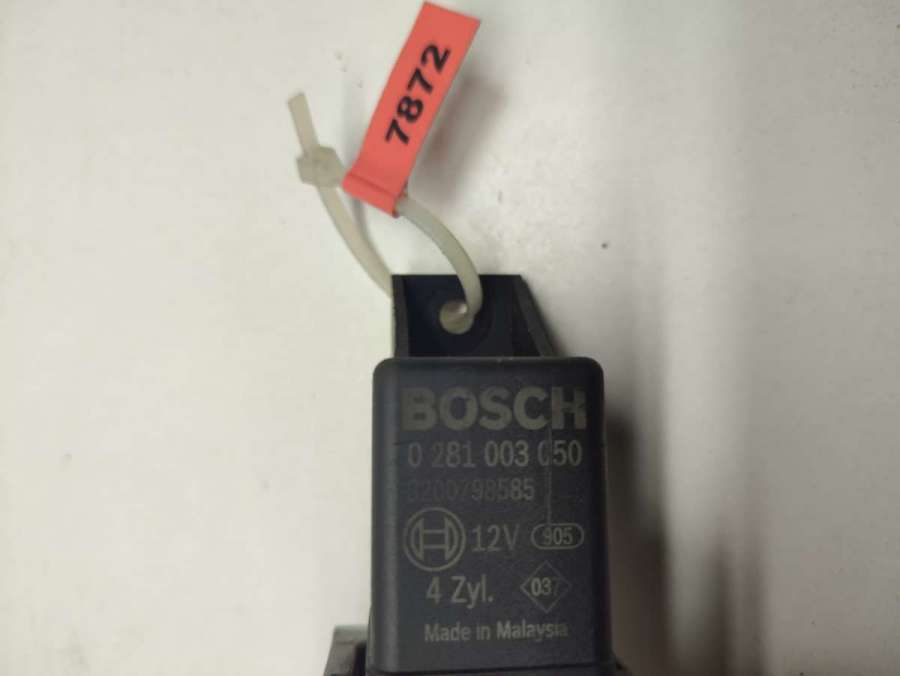 7872
BOSCH
0 281 003 050
8200798585
12V 905
4 Zyl. 037
Made in Malaysia